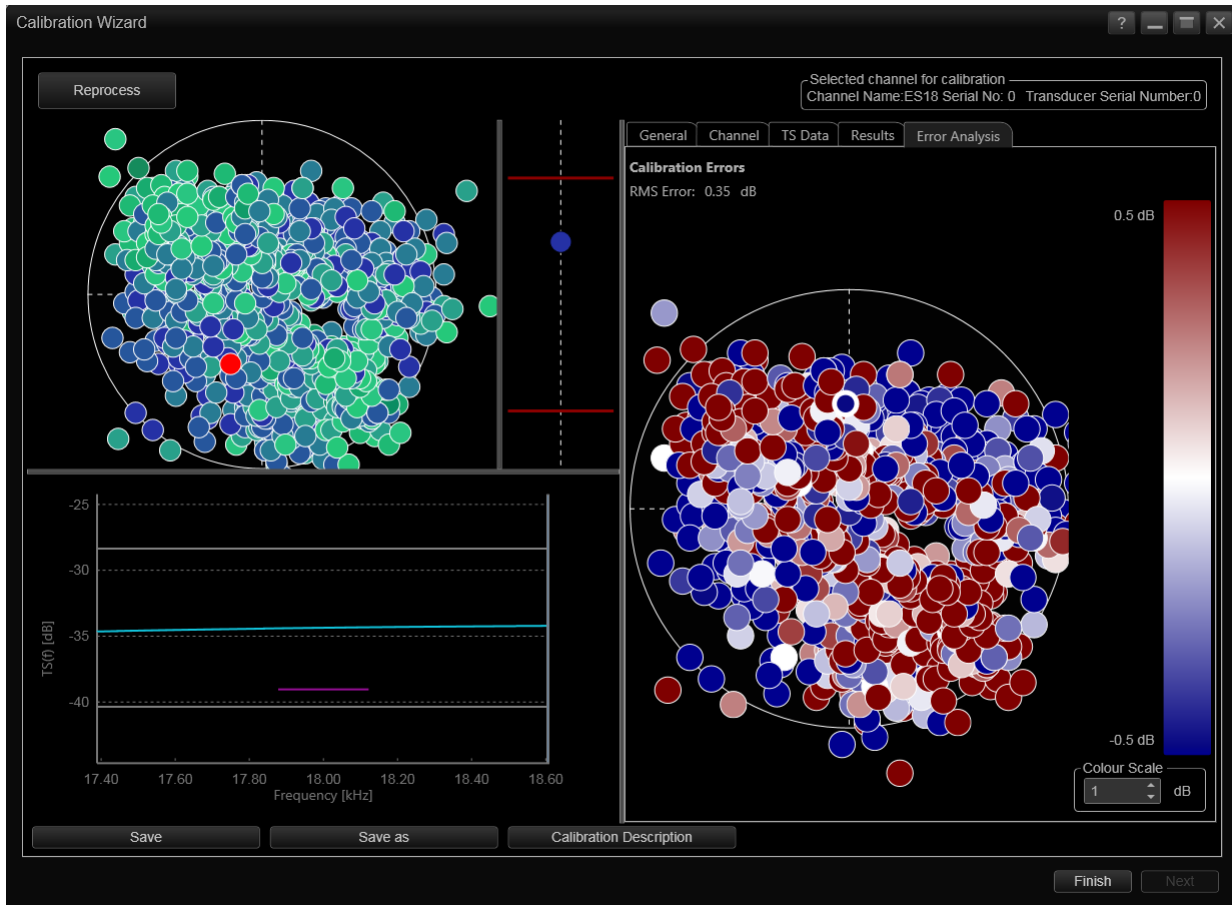 Calibration Wizard
?
Reprocess
Selected channel for calibration
Channel Name:ES18 Serial No: 0 Transducer Serial Number:0
General Channel TS Data Results Error Analysis
Calibration Errors
RMS Error: 0.35 dB
0.5 dB
-0.5 dB
Colour Scale
1 dB
-25
-30
-35
-40
TS(f) [dB]
17.40 17.60 17.80 18.00 18.20 18.40 18.60
Frequency [kHz]
Save Save as Calibration Description
Finish Next